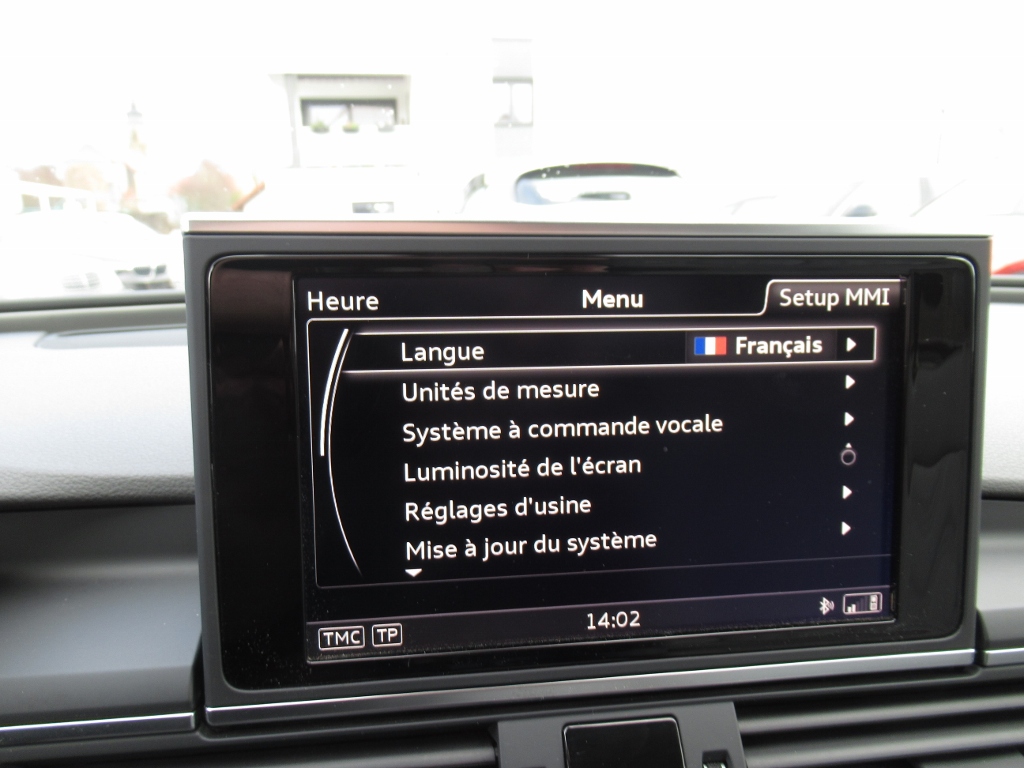 Heure Menu Setup MMI
Langue Français
Unités de mesure
Système à commande vocale
Luminosité de l'écran
Réglages d'usine
Mise à jour du système
TMC TP 14:02